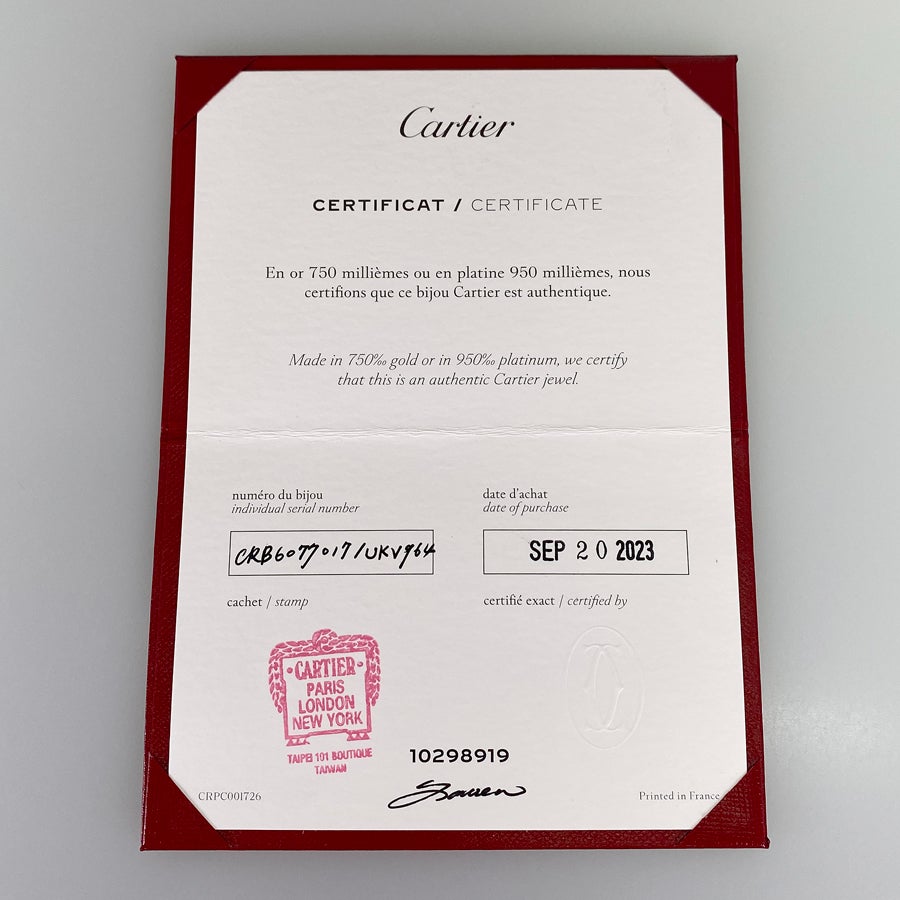 Cartier
CERTIFICAT / CERTIFICATE
En or 750 millièmes ou en platine 950 millièmes, nous
certifions que ce bijou Cartier est authentique.
Made in 750‰ gold or in 950‰ platinum, we certify
that this is an authentic Cartier jewel.
numéro du bijou
individual serial number
CRB6077017/UKV964
date d'achat
date of purchase
SEP 20 2023
cachet / stamp
certifié exact / certified by
CARTIER
PARIS
LONDON
NEW YORK
TAIPEI 101 BOUTIQUE
TAIWAN
10298919
CRPC001726
Printed in France